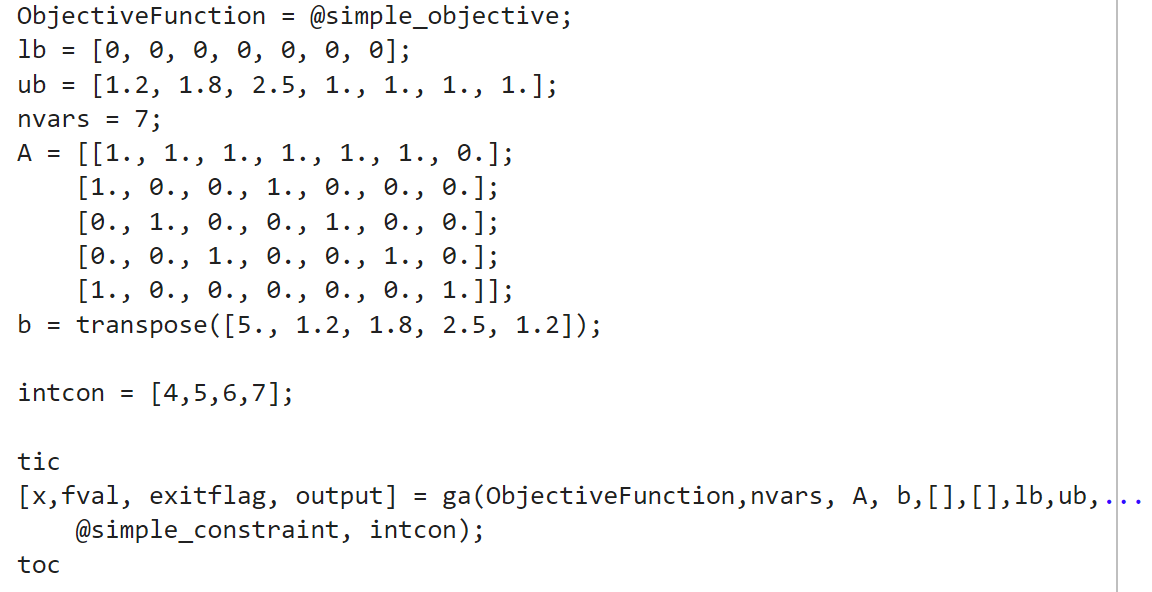 ObjectiveFunction = @simple_objective;
lb = [0, 0, 0, 0, 0, 0, 0];
ub = [1.2, 1.8, 2.5, 1., 1., 1., 1.];
nvars = 7;
A = [[1., 1., 1., 1., 1., 1., 0.];
    [1., 0., 0., 1., 0., 0., 0.];
    [0., 1., 0., 0., 1., 0., 0.];
    [0., 0., 1., 0., 0., 1., 0.];
    [1., 0., 0., 0., 0., 0., 1.]];
b = transpose([5., 1.2, 1.8, 2.5, 1.2]);
intcon = [4,5,6,7];
tic
[x,fval, exitflag, output] = ga(ObjectiveFunction,nvars, A, b,[],[],lb,ub,...
    @simple_constraint, intcon);
toc